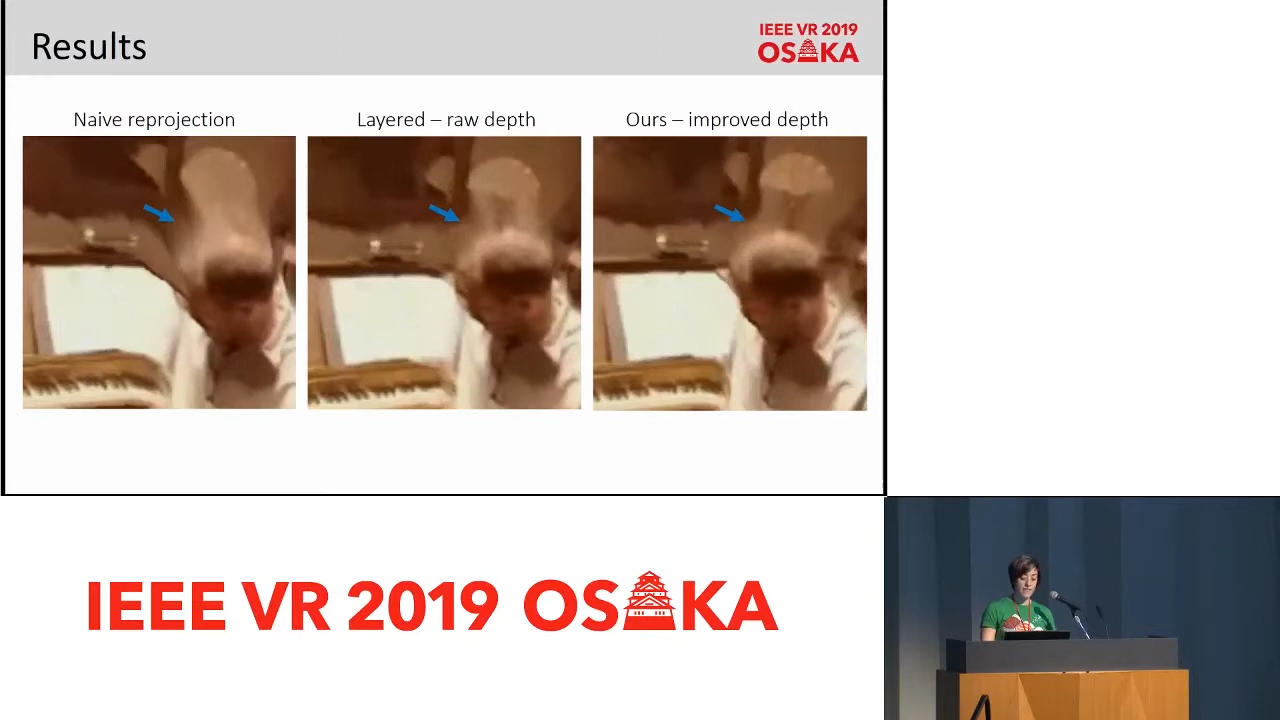 Results
IEEE VR 2019
OSAKA
Naive reprojection
Layered – raw depth
Ours – improved depth
IEEE VR 2019 OSAKA